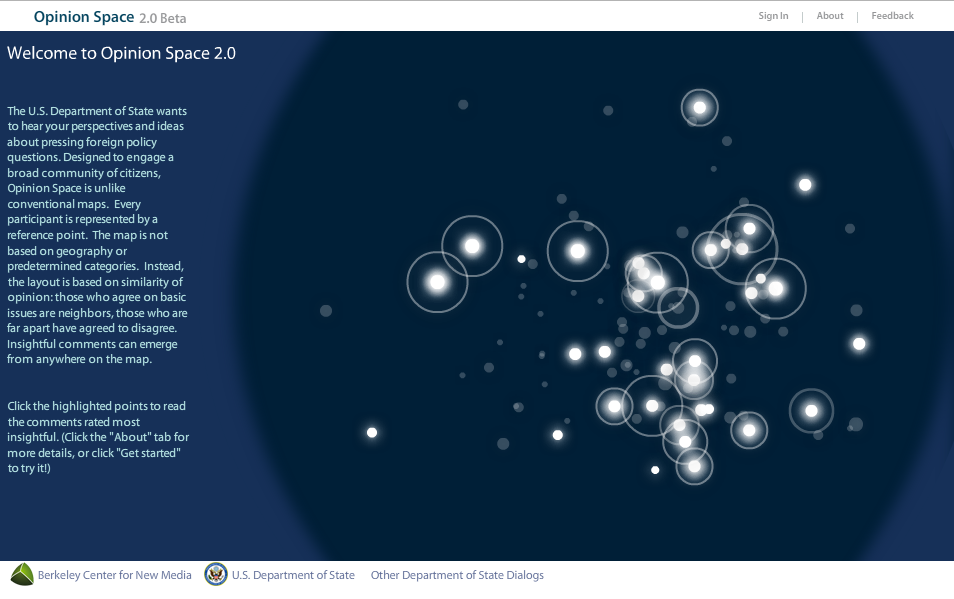 Opinion Space 2.0 Beta
Sign In | About | Feedback
Welcome to Opinion Space 2.0
The U.S. Department of State wants
to hear your perspectives and ideas
about pressing foreign policy
questions. Designed to engage a
broad community of citizens,
Opinion Space is unlike
conventional maps. Every
participant is represented by a
reference point. The map is not
based on geography or
predetermined categories. Instead,
the layout is based on similarity of
opinion: those who agree on basic
issues are neighbors, those who are
far apart have agreed to disagree.
Insightful comments can emerge
from anywhere on the map.
Click the highlighted points to read
the comments rated most
insightful. (Click the "About" tab for
more details, or click "Get started"
to try it!)
Berkeley Center for New Media U.S. Department of State Other Department of State Dialogs